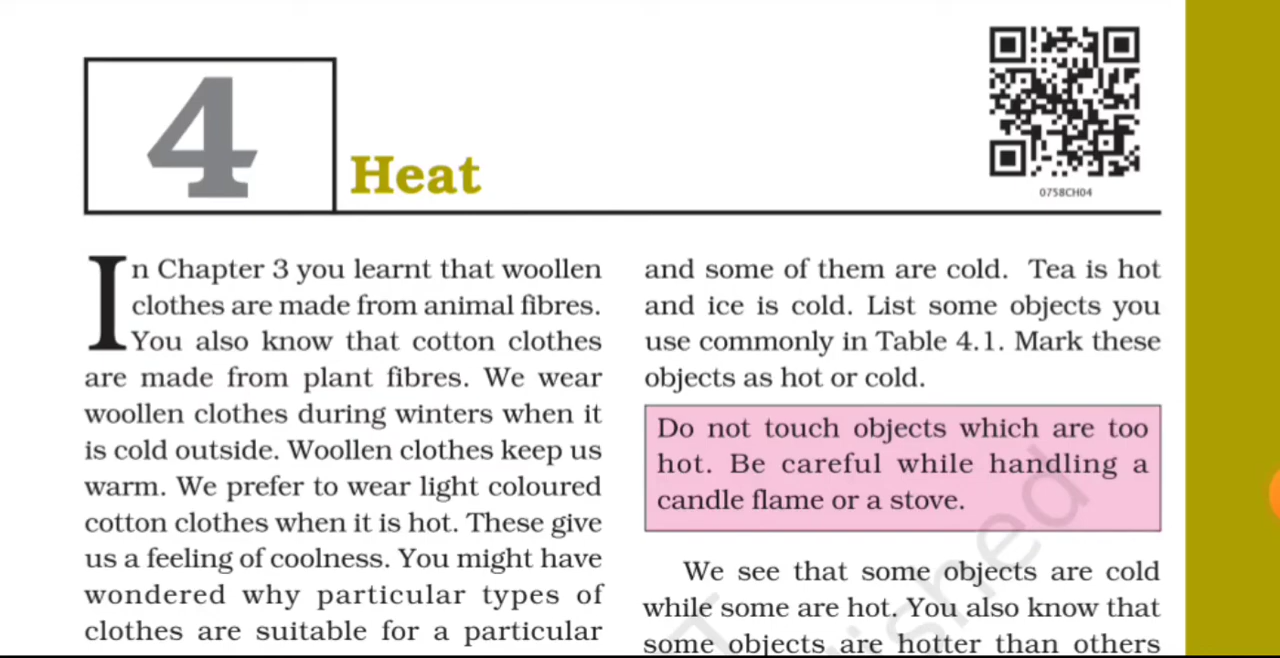 4
Heat
0758CH04
In Chapter 3 you learnt that woollen
clothes are made from animal fibres.
You also know that cotton clothes
are made from plant fibres. We wear
woollen clothes during winters when it
is cold outside. Woollen clothes keep us
warm. We prefer to wear light coloured
cotton clothes when it is hot. These give
us a feeling of coolness. You might have
wondered why particular types of
clothes are suitable for a particular
and some of them are cold. Tea is hot
and ice is cold. List some objects you
use commonly in Table 4.1. Mark these
objects as hot or cold.
Do not touch objects which are too
hot. Be careful while handling a
candle flame or a stove.
We see that some objects are cold
while some are hot. You also know that
some objects are hotter than others